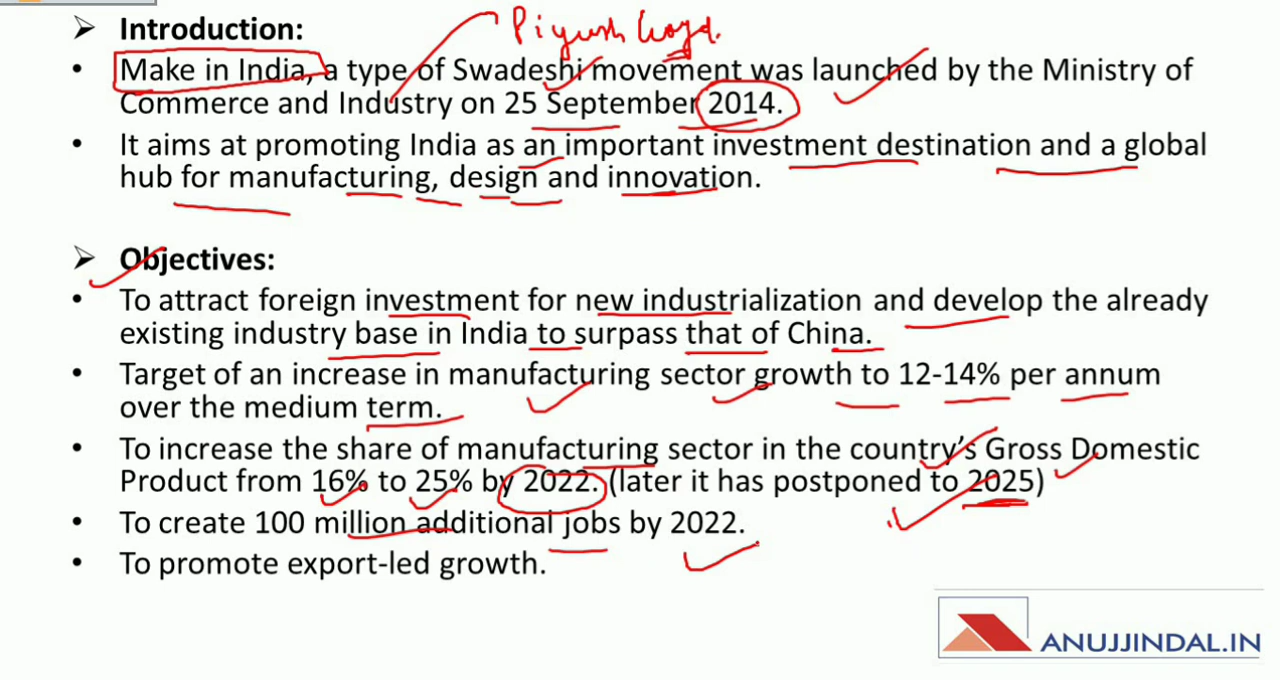 Introduction:
Piyush Goyal.
Make in India, a type of Swadeshi movement was launched by the Ministry of
Commerce and Industry on 25 September 2014.
It aims at promoting India as an important investment destination and a global
hub for manufacturing, design and innovation.
Objectives:
To attract foreign investment for new industrialization and develop the already
existing industry base in India to surpass that of China.
Target of an increase in manufacturing sector growth to 12-14% per annum
over the medium term.
To increase the share of manufacturing sector in the country's Gross Domestic
Product from 16% to 25% by 2022. (later it has postponed to 2025)
To create 100 million additional jobs by 2022.
To promote export-led growth.
ANUJJINDAL.IN